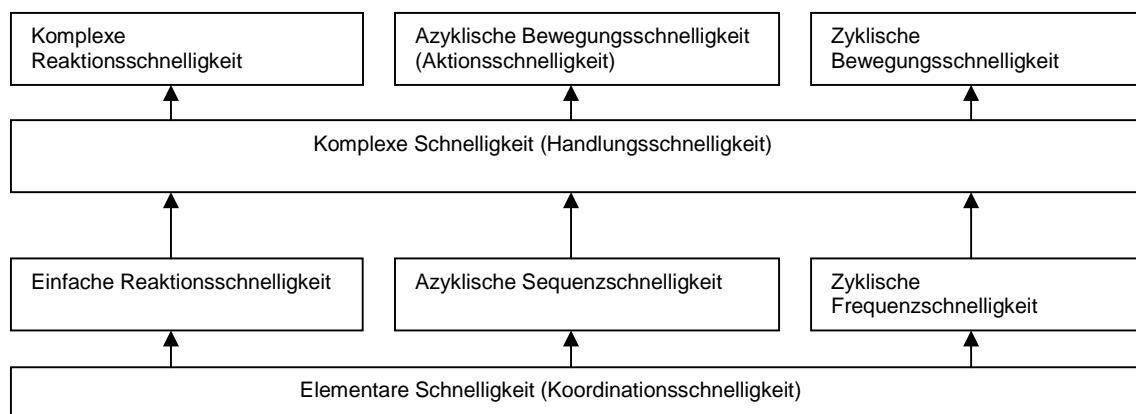 Komplexe
Reaktionsschnelligkeit
Azyklische Bewegungsschnelligkeit
(Aktionsschnelligkeit)
Zyklische
Bewegungsschnelligkeit
Komplexe Schnelligkeit (Handlungsschnelligkeit)
Einfache Reaktionsschnelligkeit
Azyklische Sequenzschnelligkeit
Zyklische
Frequenzschnelligkeit
Elementare Schnelligkeit (Koordinationsschnelligkeit)